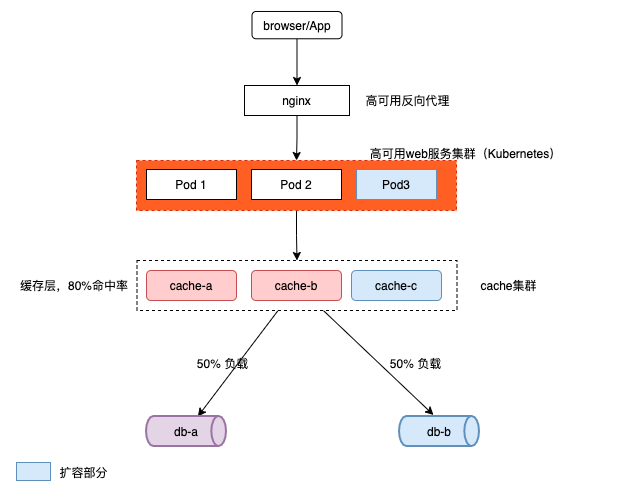 browser/App
nginx
高可用反向代理
高可用web服务集群（Kubernetes）
Pod 1
Pod 2
Pod3
缓存层，80%命中率
cache-a
cache-b
cache-c
cache集群
50% 负载
50% 负载
db-a
db-b
扩容部分